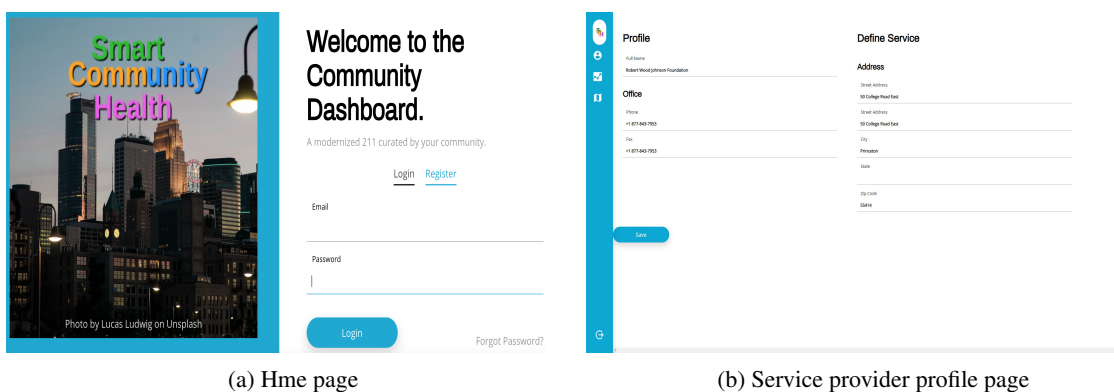 Smart
Community
Health
Photo by Lucas Ludwig on Unsplash
Welcome to the
Community
Dashboard.
A modernized 211 curated by your community.
Login Register
Email
Password
Login
Forgot Password?
(a) Hme page
Profile
Full Name
Robert Wood Johnson Foundation
Office
Phone
+1 877-843-7953
Fax
+1 877-843-7953
Save
Define Service
Address
Street Address
50 College Road East
Street Address
50 College Road East
City
Princeton
State
Zip Code
55414
(b) Service provider profile page